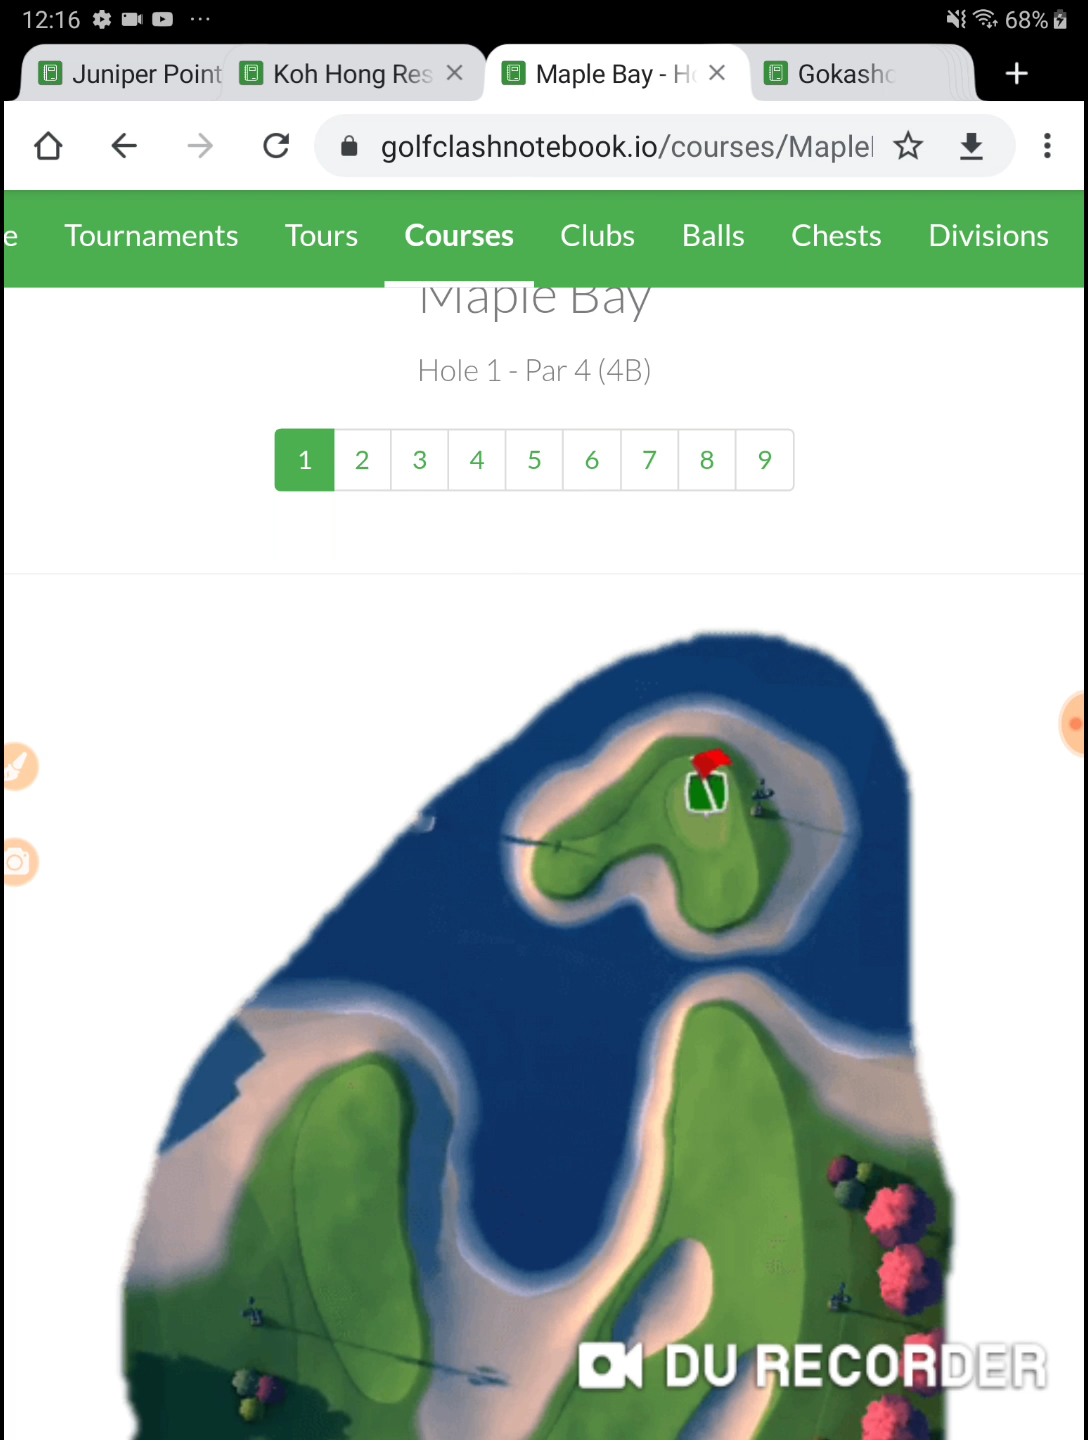 12:16 ... 68%
Juniper Point Koh Hong Res Maple Bay - Ho Gokasho
golfclashnotebook.io/courses/Maple
e Tournaments Tours Courses Clubs Balls Chests Divisions
Maple Bay
Hole 1 - Par 4 (4B)
1 2 3 4 5 6 7 8 9
DU RECORDER